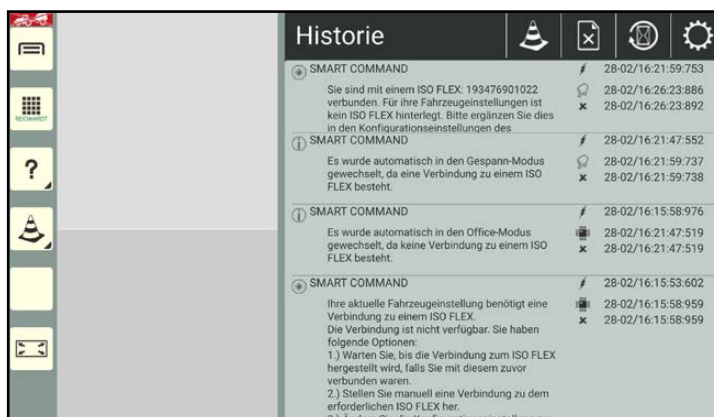 Historie
SMART COMMAND
28-02/16:21:59:753
Sie sind mit einem ISO FLEX: 193476901022
28-02/16:26:23:886
verbunden. Für ihre Fahrzeugeinstellungen ist
28-02/16:26:23:892
kein ISO FLEX hinterlegt. Bitte ergänzen Sie dies
in den Konfigurationseinstellungen des
SMART COMMAND
28-02/16:21:47:552
Es wurde automatisch in den Gespann-Modus
28-02/16:21:59:737
gewechselt, da eine Verbindung zu einem ISO
28-02/16:21:59:738
FLEX besteht.
SMART COMMAND
28-02/16:15:58:976
Es wurde automatisch in den Office-Modus
28-02/16:21:47:519
gewechselt, da keine Verbindung zu einem ISO
28-02/16:21:47:519
FLEX besteht.
SMART COMMAND
28-02/16:15:53:602
Ihre aktuelle Fahrzeugeinstellung benötigt eine
28-02/16:15:58:959
Verbindung zu einem ISO FLEX.
28-02/16:15:58:959
Die Verbindung ist nicht verfügbar. Sie haben
folgende Optionen:
1.) Warten Sie, bis die Verbindung zum ISO FLEX
hergestellt wird, falls Sie mit diesem zuvor
verbunden waren.
2.) Stellen Sie manuell eine Verbindung zu dem
erforderlichen ISO FLEX her.
REICHHARDT
?